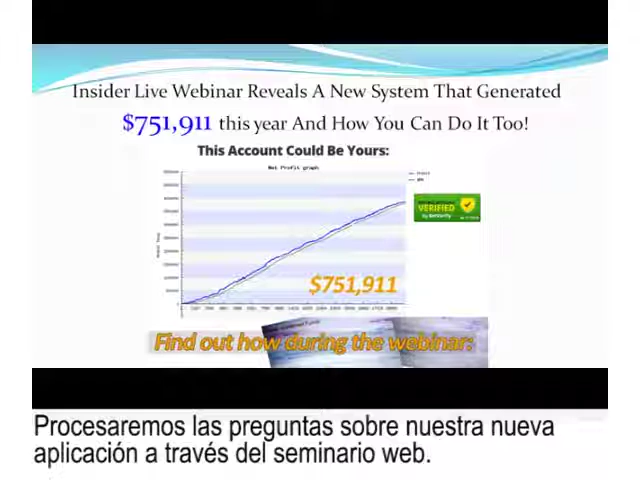 Insider Live Webinar Reveals A New System That Generated
$751,911 this year And How You Can Do It Too!
This Account Could Be Yours:
Net Profit graph
VERIFIED
$751,911
Find out how during the webinar:
Procesaremos las preguntas sobre nuestra nueva
aplicación a través del seminario web.